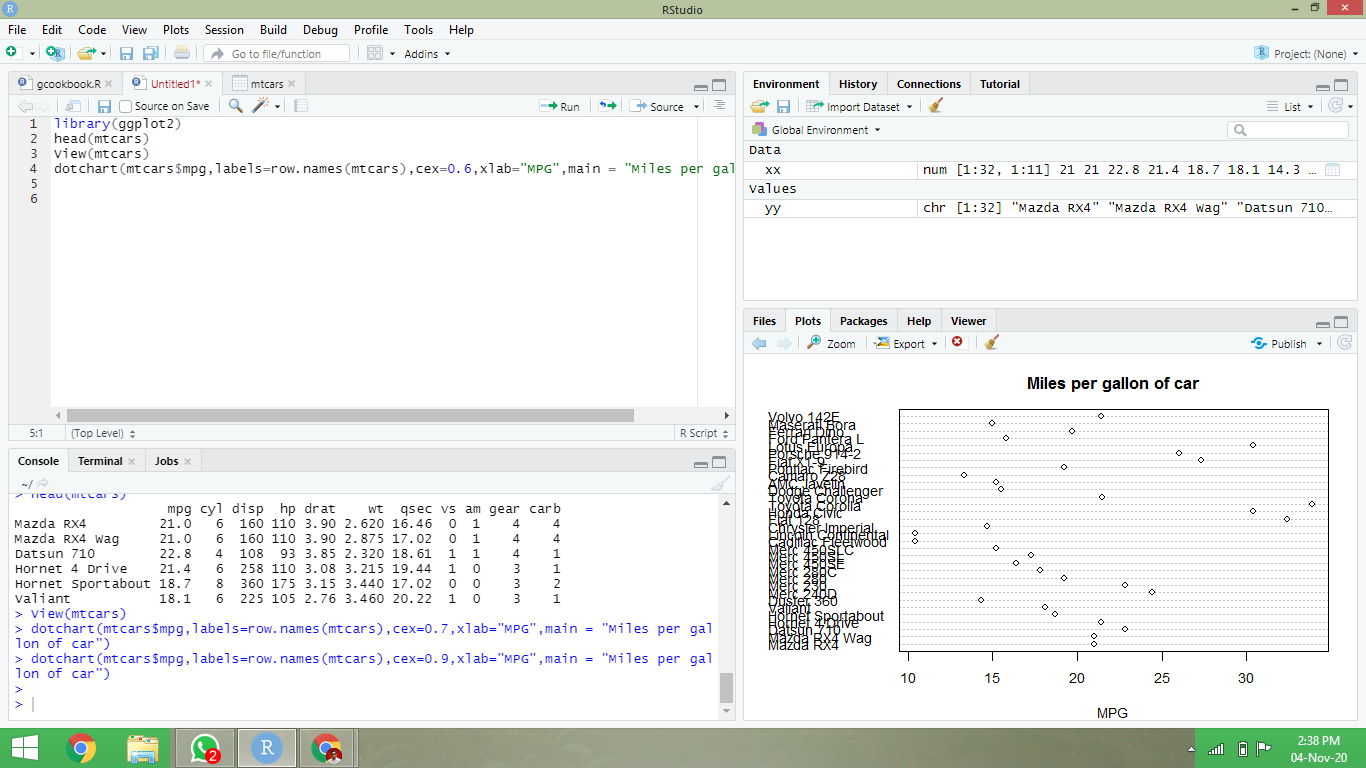 RStudio
File Edit Code View Plots Session Build Debug Profile Tools Help
Go to file/function Addins Project: (None)
gcookbook.R Untitled1* mtcars
Source on Save Run Source
1 library(ggplot2)
2 head(mtcars)
3 View(mtcars)
4 dotchart(mtcars$mpg,labels=row.names(mtcars),cex=0.6,xlab="MPG",main = "Miles per gal
5
6
5:1 (Top Level) R Script
Console Terminal Jobs
~/
> head(mtcars)
mpg cyl disp hp drat wt qsec vs am gear carb
Mazda RX4 21.0 6 160 110 3.90 2.620 16.46 0 1 4 4
Mazda RX4 Wag 21.0 6 160 110 3.90 2.875 17.02 0 1 4 4
Datsun 710 22.8 4 108 93 3.85 2.320 18.61 1 1 4 1
Hornet 4 Drive 21.4 6 258 110 3.08 3.215 19.44 1 0 3 1
Hornet Sportabout 18.7 8 360 175 3.15 3.440 17.02 0 0 3 2
Valiant 18.1 6 225 105 2.76 3.460 20.22 1 0 3 1
> View(mtcars)
> dotchart(mtcars$mpg,labels=row.names(mtcars),cex=0.7,xlab="MPG",main = "Miles per gal
lon of car")
> dotchart(mtcars$mpg,labels=row.names(mtcars),cex=0.9,xlab="MPG",main = "Miles per gal
lon of car")
>
>
Environment History Connections Tutorial
Import Dataset List
Global Environment
Data
xx num [1:32, 1:11] 21 21 22.8 21.4 18.7 18.1 14.3 ...
Values
yy chr [1:32] "Mazda RX4" "Mazda RX4 Wag" "Datsun 710…
Files Plots Packages Help Viewer
Zoom Export Publish
Miles per gallon of car
Volvo 142E
Maserati Bora
Ferrari Dino
Ford Pantera L
Lotus Europa
Porsche 914-2
Fiat X1-9
Pontiac Firebird
Camaro Z28
AMC Javelin
Dodge Challenger
Toyota Corona
Toyota Corolla
Honda Civic
Fiat 128
Chrysler Imperial
Lincoln Continental
Cadillac Fleetwood
Merc 450SLC
Merc 450SL
Merc 450SE
Merc 280C
Merc 280
Merc 230
Merc 240D
Duster 360
Valiant
Hornet Sportabout
Hornet 4 Drive
Datsun 710
Mazda RX4 Wag
Mazda RX4
10 15 20 25 30
MPG
2
R
2:38 PM
04-Nov-20